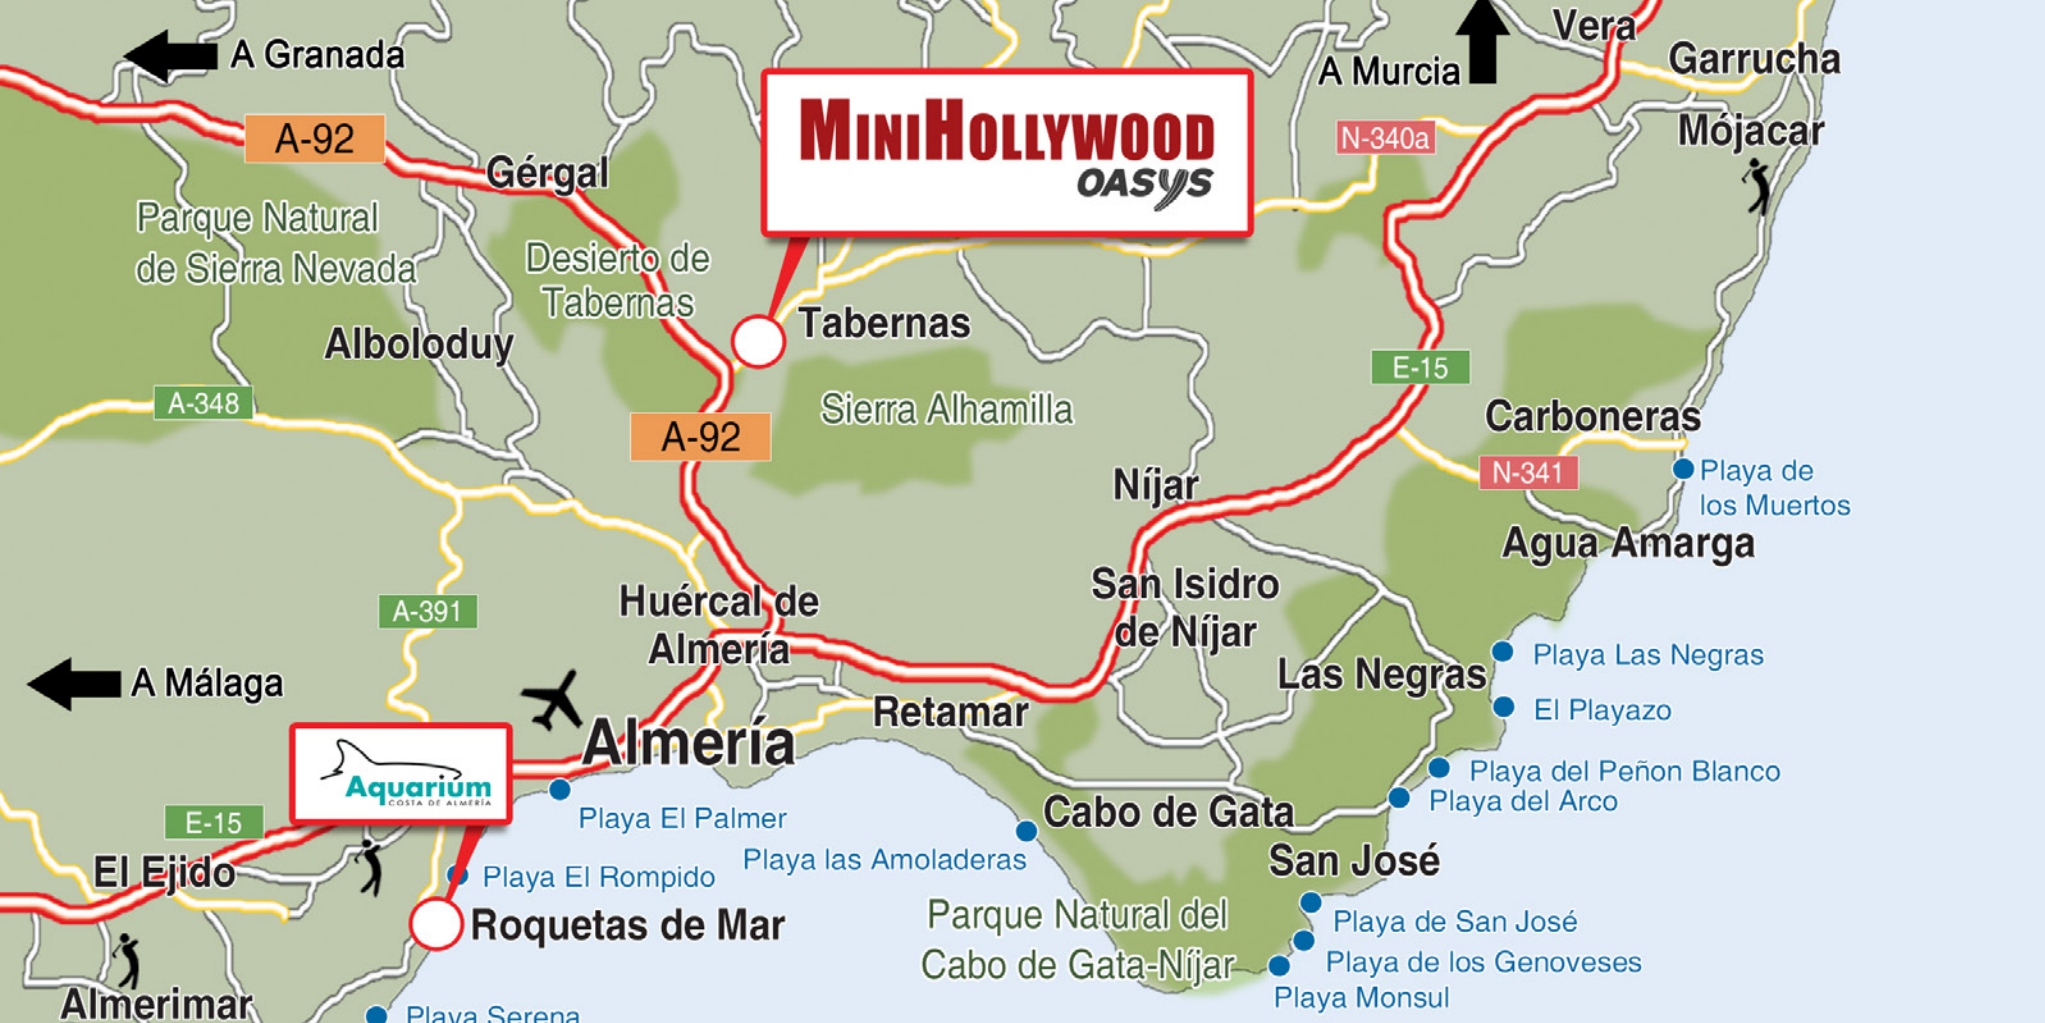 A Granada
A-92
Gérgal
MINIHOLLYWOOD
OASYS
A Murcia
Vera
Garrucha
N-340a
Mójacar
Parque Natural
de Sierra Nevada
Desierto de
Tabernas
Alboloduy
Tabernas
A-348
A-92
Sierra Alhamilla
E-15
Carboneras
N-341
Playa de
los Muertos
Níjar
Agua Amarga
A-391
Huércal de
Almería
San Isidro
de Níjar
Las Negras
Playa Las Negras
El Playazo
A Málaga
Almería
Retamar
Aquarium
COSTA DE ALMERÍA
Playa del Peñon Blanco
Playa del Arco
E-15
Playa El Palmer
Cabo de Gata
Playa las Amoladeras
San José
El Ejido
Playa El Rompido
Roquetas de Mar
Parque Natural del
Cabo de Gata-Níjar
Playa de San José
Playa de los Genoveses
Playa Monsul
Almerimar
Playa Serena